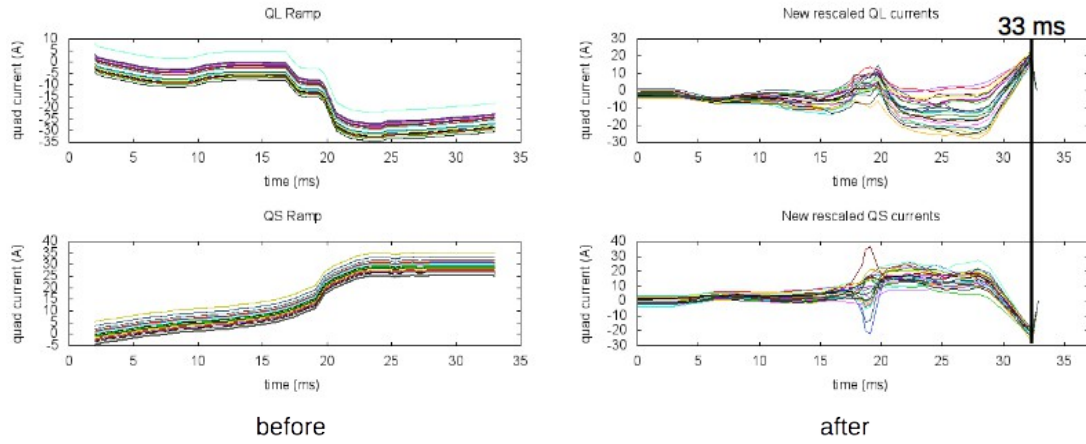 QL Ramp
quad current (A)
10
5
0
-5
-10
-15
-20
-25
-30
-35
0 5 10 15 20 25 30 35
time (ms)
New rescaled QL currents
33 ms
quad current (A)
30
20
10
0
-10
-20
-30
0 5 10 15 20 25 30 35
time (ms)
QS Ramp
quad current (A)
40
35
30
25
20
15
10
5
0
-5
0 5 10 15 20 25 30 35
time (ms)
New rescaled QS currents
quad current (A)
40
30
20
10
0
-10
-20
-30
0 5 10 15 20 25 30 35
time (ms)
before
after